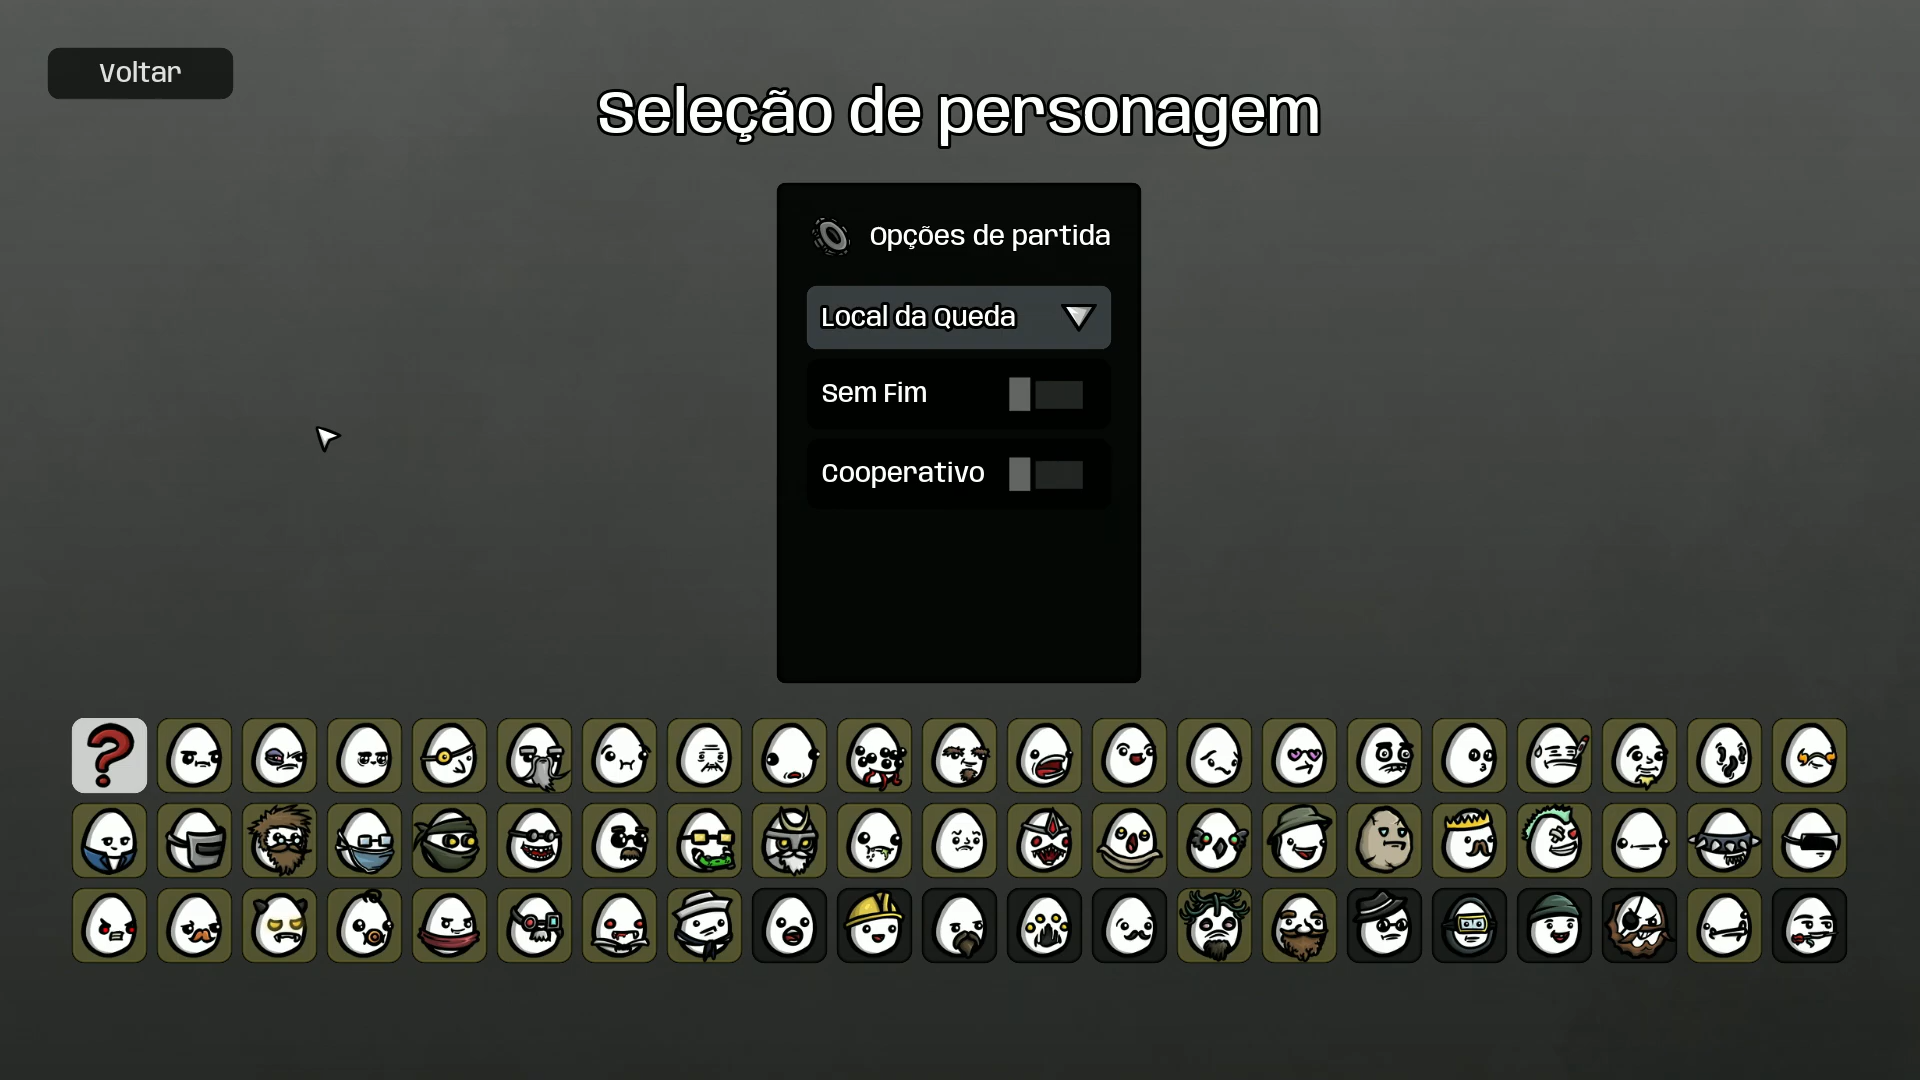 Voltar
Seleção de personagem
Opções de partida
Local da Queda
Sem Fim
Cooperativo
?